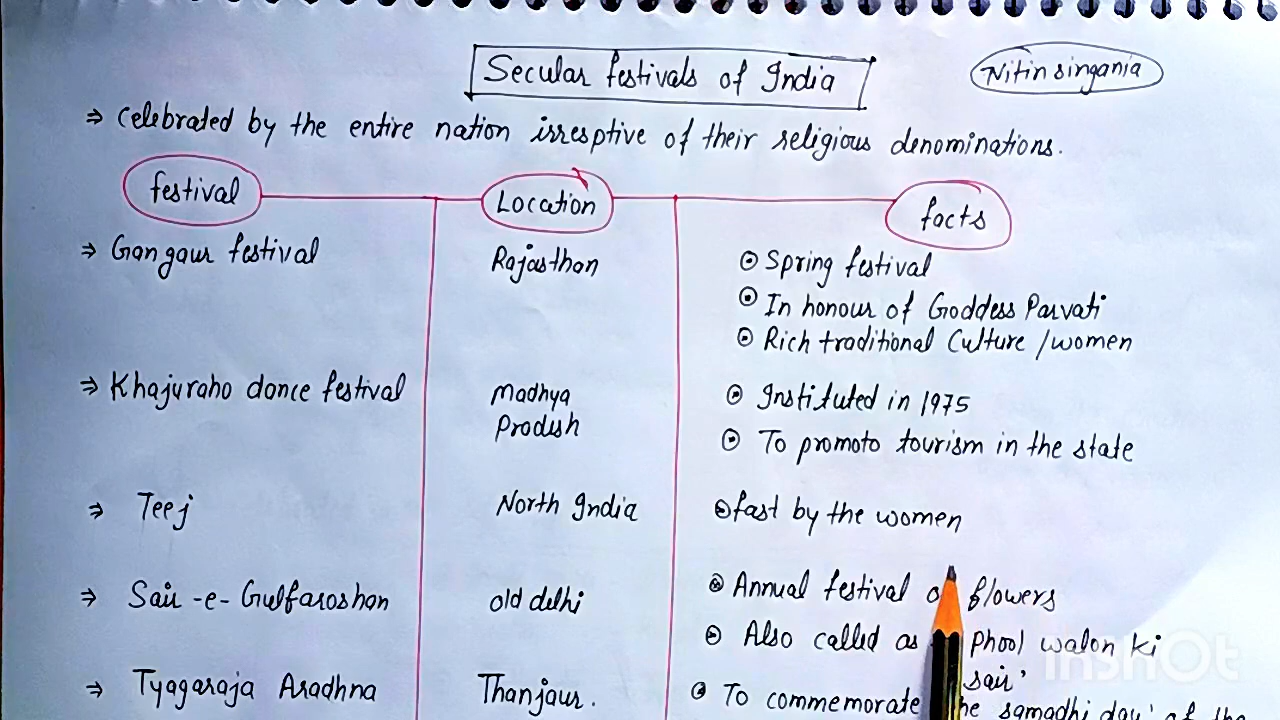 Secular festivals of India
Nitin singania
⇒ Celebrated by the entire nation irresptive of their religious denominations.
festival
Location
facts
⇒ Gangaur festival
Rajasthan
Spring festival
In honour of Goddess Parvati
Rich traditional Culture /women
⇒ Khajuraho dance festival
Madhya
Pradesh
Instituted in 1975
To promoto tourism in the state
⇒ Teej
North India
fast by the women
⇒ Sair -e- Gulfaroshan
old delhi
Annual festival of flowers
Also called as phool walon ki
sair'
⇒ Tyagaraja Aradhna
Thanjaur.
To commemorate the samadhi day' of the
InShOt